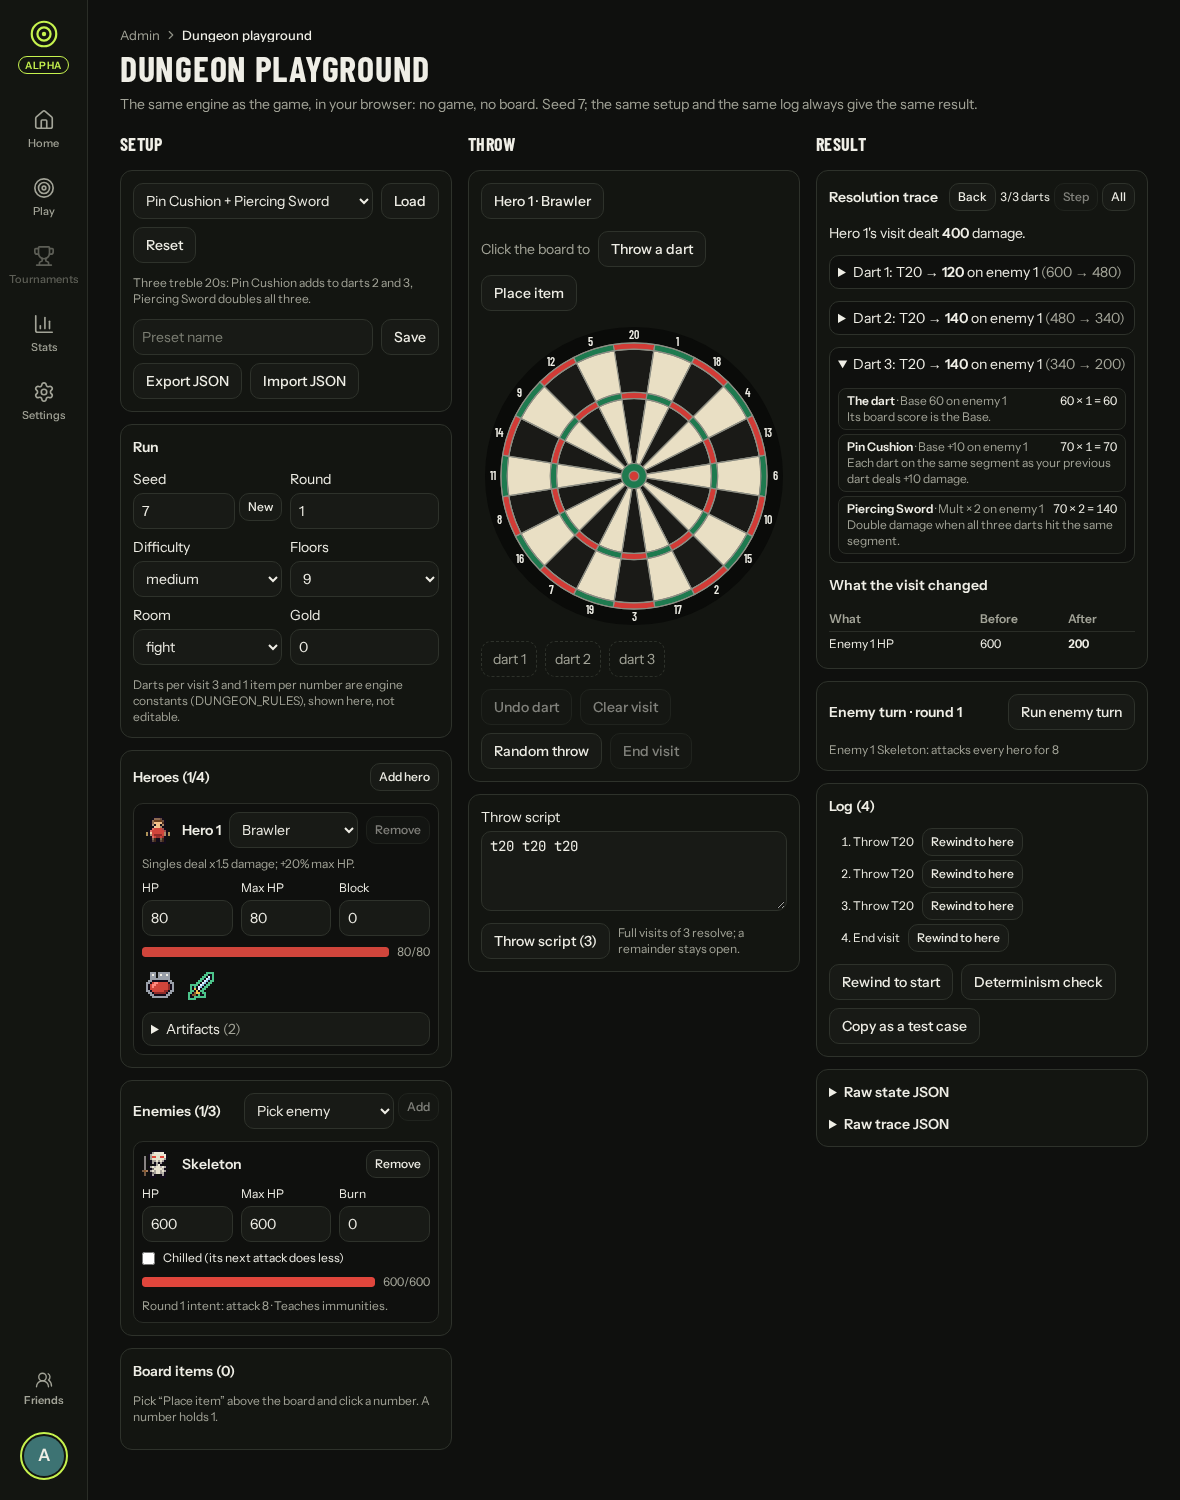 ALPHA
Home
Play
Tournaments
Stats
Settings
Friends
A
Admin > Dungeon playground
DUNGEON PLAYGROUND
The same engine as the game, in your browser: no game, no board. Seed 7; the same setup and the same log always give the same result.
SETUP
Pin Cushion + Piercing Sword
Load
Reset
Three treble 20s: Pin Cushion adds to darts 2 and 3,
Piercing Sword doubles all three.
Preset name
Save
Export JSON
Import JSON
Run
Seed
Round
7
New
1
Difficulty
Floors
medium
9
Room
Gold
fight
0
Darts per visit 3 and 1 item per number are engine
constants (DUNGEON_RULES), shown here, not
editable.
Heroes (1/4)
Add hero
Hero 1
Brawler
Remove
Singles deal x1.5 damage; +20% max HP.
HP
Max HP
Block
80
80
0
80/80
Artifacts (2)
Enemies (1/3)
Pick enemy
Add
Skeleton
Remove
HP
Max HP
Burn
600
600
0
Chilled (its next attack does less)
600/600
Round 1 intent: attack 8 · Teaches immunities.
Board items (0)
Pick “Place item” above the board and click a number. A
number holds 1.
THROW
Hero 1 · Brawler
Click the board to
Throw a dart
Place item
20
1
18
4
13
6
10
15
2
17
3
19
7
16
8
11
14
9
12
5
dart 1
dart 2
dart 3
Undo dart
Clear visit
Random throw
End visit
Throw script
t20 t20 t20
Throw script (3)
Full visits of 3 resolve; a
remainder stays open.
RESULT
Resolution trace
Back
3/3 darts
Step
All
Hero 1's visit dealt 400 damage.
Dart 1: T20 → 120 on enemy 1 (600 → 480)
Dart 2: T20 → 140 on enemy 1 (480 → 340)
Dart 3: T20 → 140 on enemy 1 (340 → 200)
The dart · Base 60 on enemy 1
60 × 1 = 60
Its board score is the Base.
Pin Cushion · Base +10 on enemy 1
70 × 1 = 70
Each dart on the same segment as your previous
dart deals +10 damage.
Piercing Sword · Mult × 2 on enemy 1
70 × 2 = 140
Double damage when all three darts hit the same
segment.
What the visit changed
What
Before
After
Enemy 1 HP
600
200
Enemy turn · round 1
Run enemy turn
Enemy 1 Skeleton: attacks every hero for 8
Log (4)
1. Throw T20
Rewind to here
2. Throw T20
Rewind to here
3. Throw T20
Rewind to here
4. End visit
Rewind to here
Rewind to start
Determinism check
Copy as a test case
Raw state JSON
Raw trace JSON